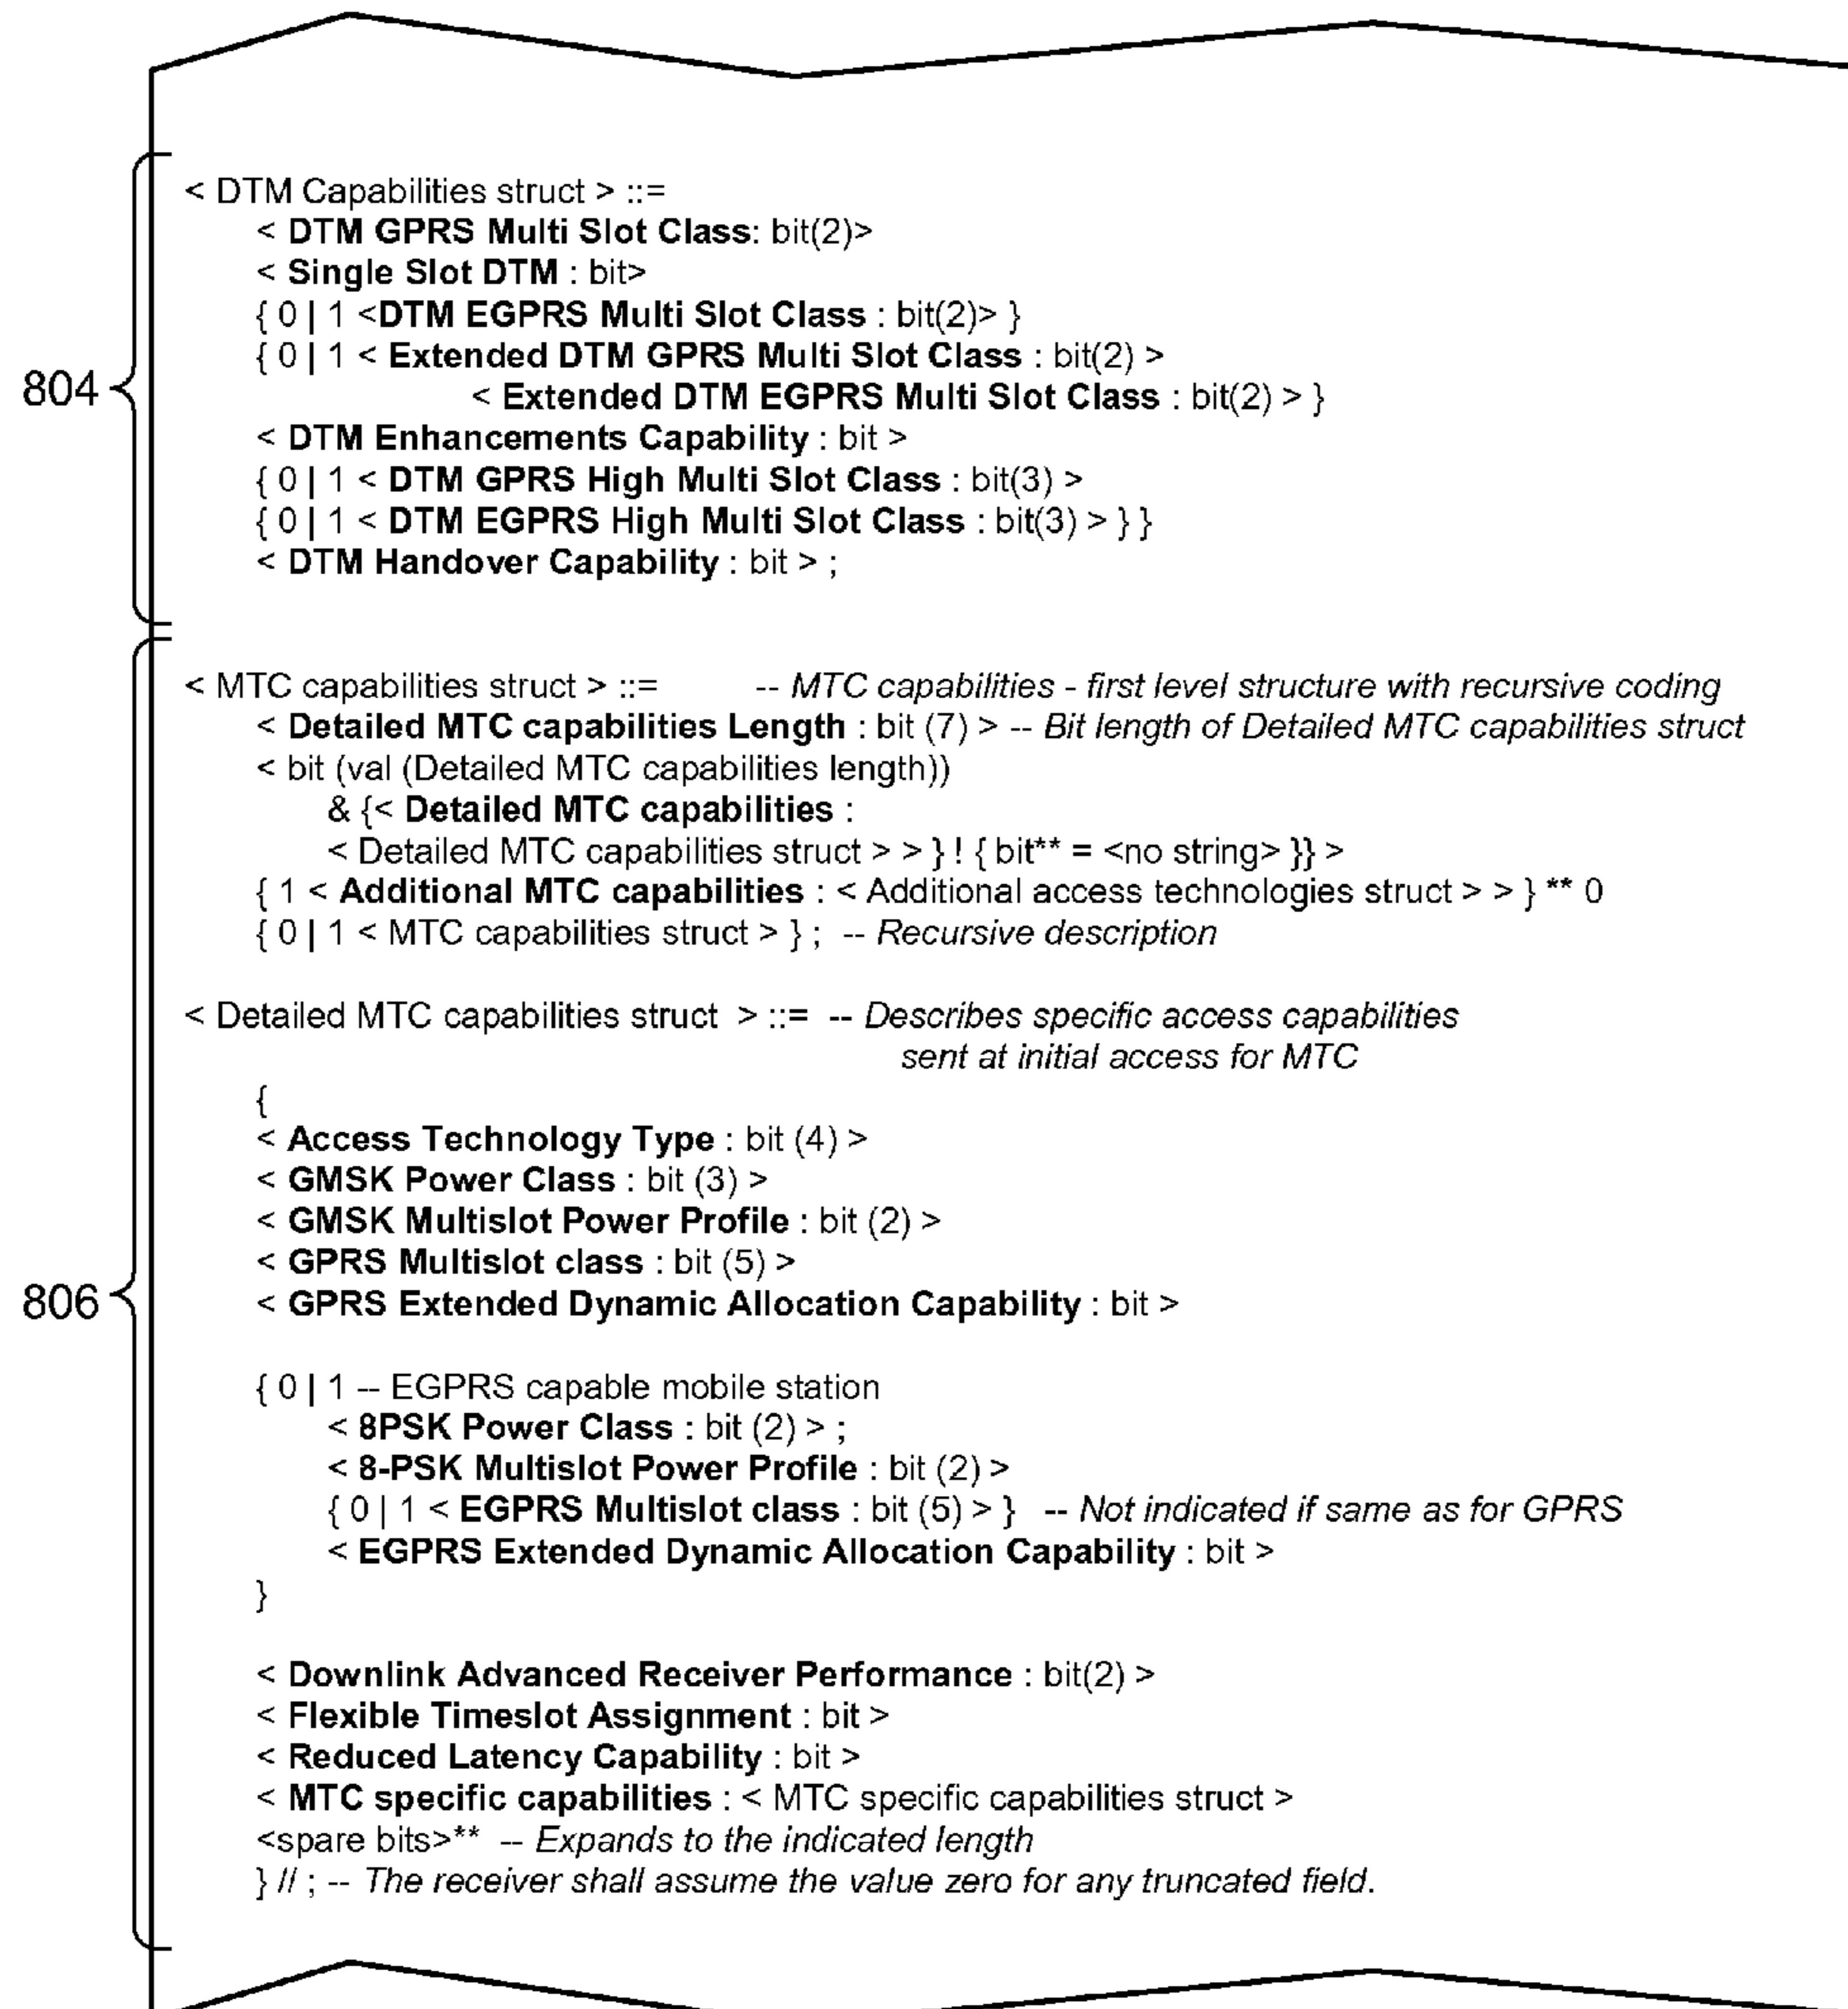 < DTM Capabilities struct > ::=
< DTM GPRS Multi Slot Class: bit(2)>
< Single Slot DTM : bit>
{ 0 | 1 <DTM EGPRS Multi Slot Class : bit(2)> }
{ 0 | 1 < Extended DTM GPRS Multi Slot Class : bit(2) >
< Extended DTM EGPRS Multi Slot Class : bit(2) > }
804
< DTM Enhancements Capability : bit >
{ 0 | 1 < DTM GPRS High Multi Slot Class : bit(3) >
{ 0 | 1 < DTM EGPRS High Multi Slot Class : bit(3) > } }
< DTM Handover Capability : bit > ;
< MTC capabilities struct > ::= -- MTC capabilities - first level structure with recursive coding
< Detailed MTC capabilities Length : bit (7) > -- Bit length of Detailed MTC capabilities struct
< bit (val (Detailed MTC capabilities length))
& {< Detailed MTC capabilities :
< Detailed MTC capabilities struct > > } ! { bit** = <no string> }} >
{ 1 < Additional MTC capabilities : < Additional access technologies struct > > } ** 0
{ 0 | 1 < MTC capabilities struct > } ; -- Recursive description
< Detailed MTC capabilities struct > ::= -- Describes specific access capabilities
sent at initial access for MTC
{
< Access Technology Type : bit (4) >
< GMSK Power Class : bit (3) >
< GMSK Multislot Power Profile : bit (2) >
< GPRS Multislot class : bit (5) >
806
< GPRS Extended Dynamic Allocation Capability : bit >
{ 0 | 1 -- EGPRS capable mobile station
< 8PSK Power Class : bit (2) > ;
< 8-PSK Multislot Power Profile : bit (2) >
{ 0 | 1 < EGPRS Multislot class : bit (5) > } -- Not indicated if same as for GPRS
< EGPRS Extended Dynamic Allocation Capability : bit >
}
< Downlink Advanced Receiver Performance : bit(2) >
< Flexible Timeslot Assignment : bit >
< Reduced Latency Capability : bit >
< MTC specific capabilities : < MTC specific capabilities struct >
<spare bits>** -- Expands to the indicated length
} // ; -- The receiver shall assume the value zero for any truncated field.